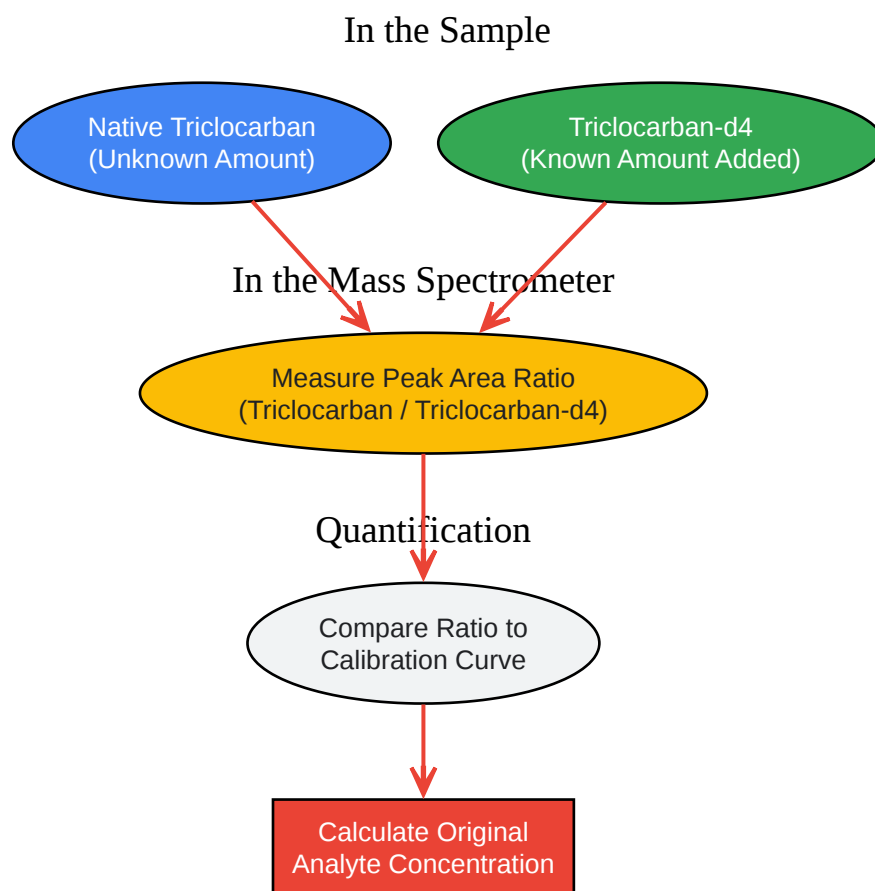 In the Sample
Native Triclocarban
(Unknown Amount)
Triclocarban-d4
(Known Amount Added)
In the Mass Spectrometer
Measure Peak Area Ratio
(Triclocarban / Triclocarban-d4)
Quantification
Compare Ratio to
Calibration Curve
Calculate Original
Analyte Concentration